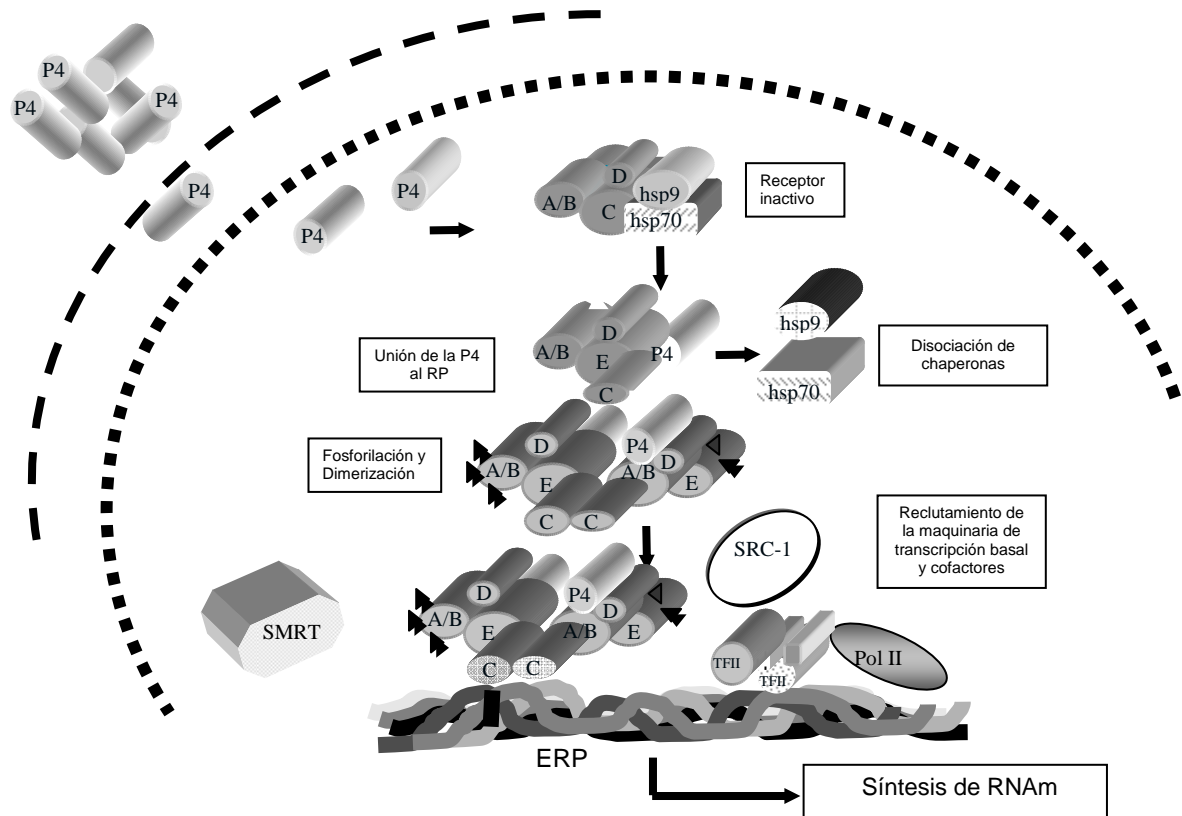 P4
P4
P4
P4
P4
P4
D
A/B
C
hsp9
hsp70
Receptor
inactivo
Unión de la P4
al RP
D
A/B
E
P4
C
hsp9
hsp70
Disociación de
chaperonas
Fosforilación y
Dimerización
D
A/B
E
P4
A/B
D
E
C
C
Reclutamiento de
la maquinaria de
transcripción basal
y cofactores
SRC-1
SMRT
D
A/B
E
P4
A/B
D
E
C
C
TFII
TFII
Pol II
ERP
Síntesis de RNAm